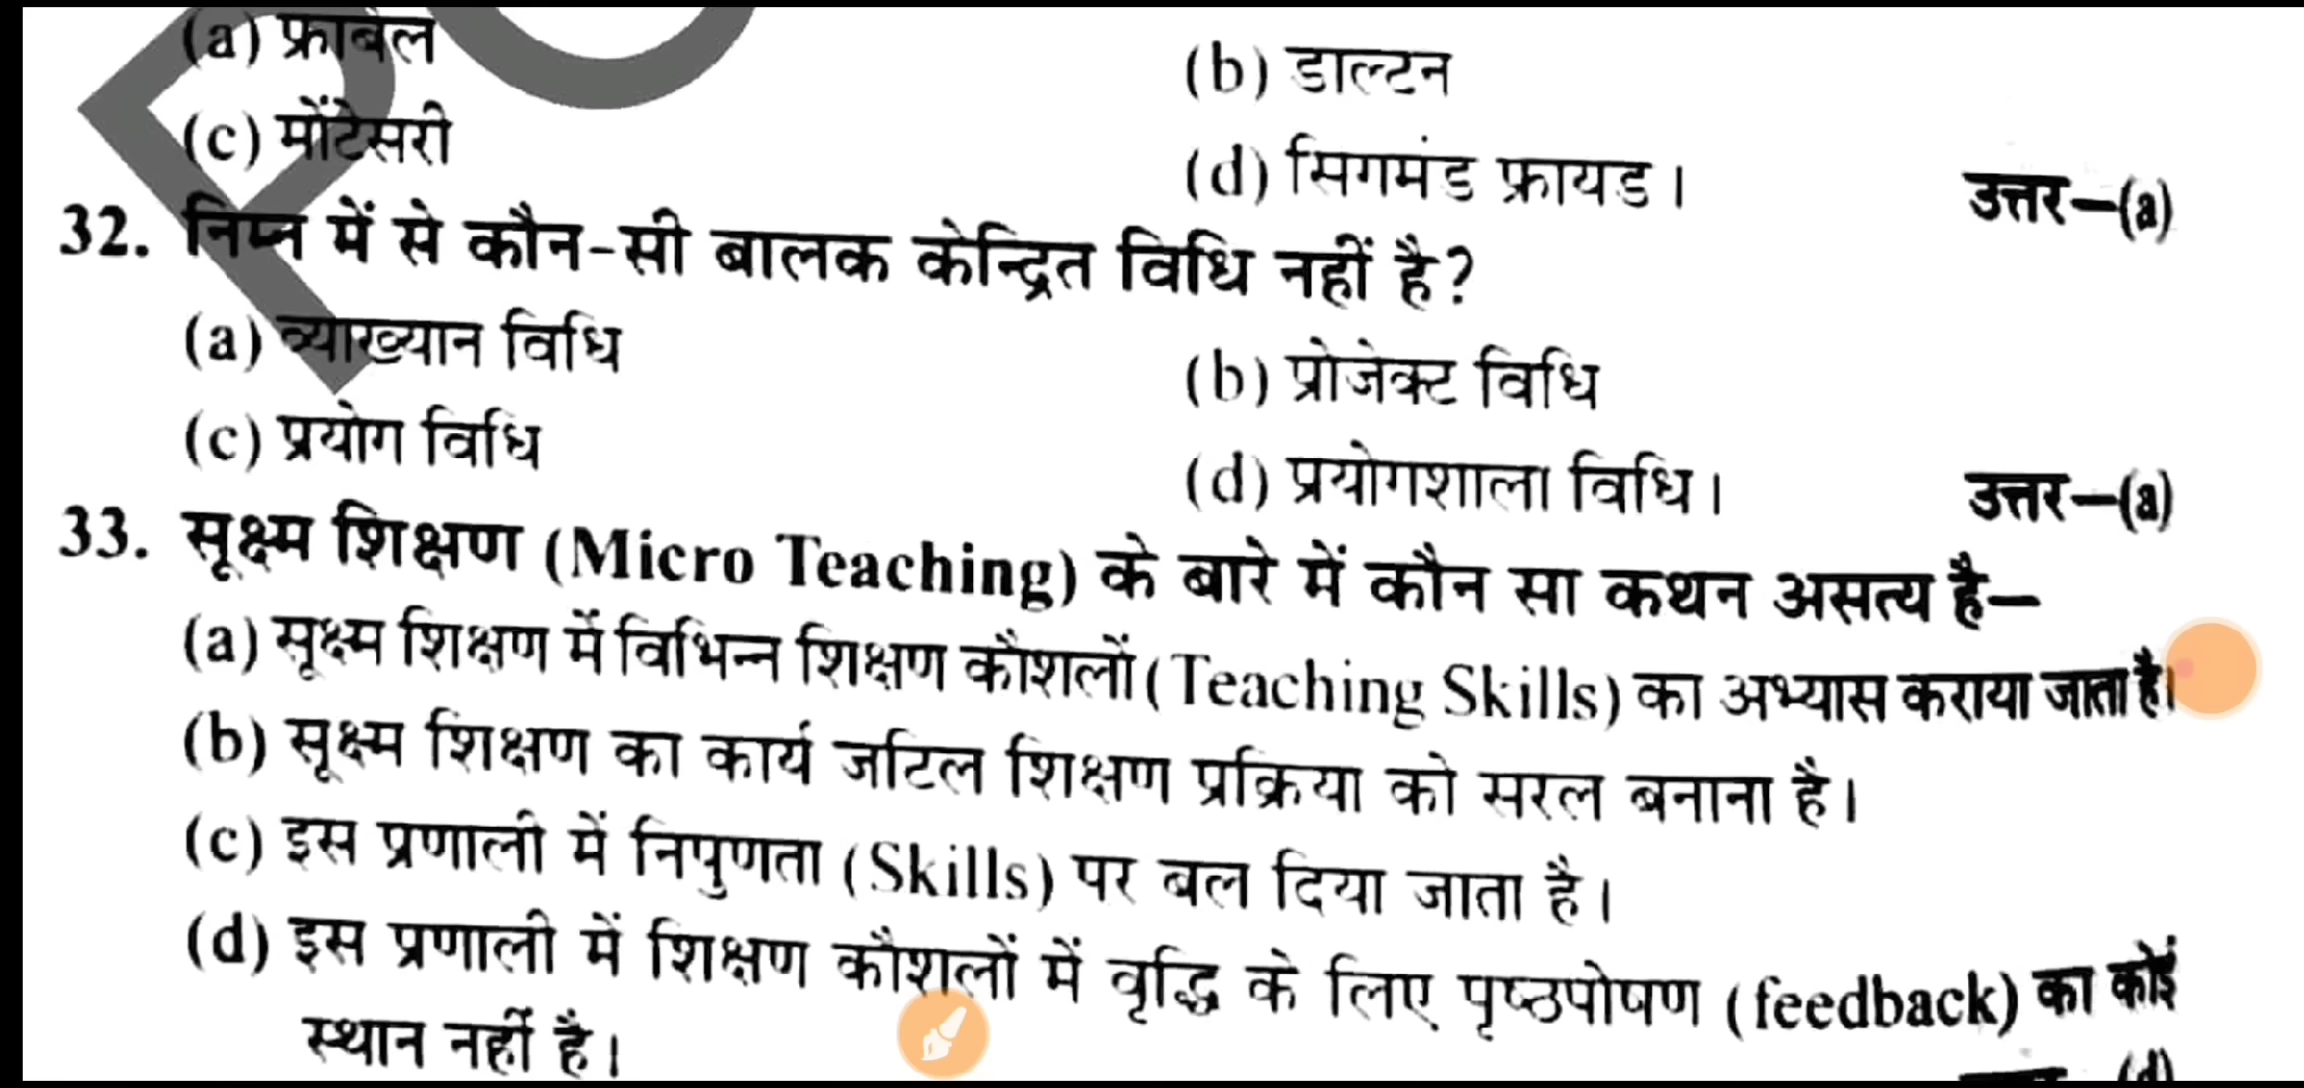 (a) फ्राबेल
(b) डाल्टन
(c) मोंटेसरी
(d) सिगमंड फ्रायड।
उत्तर—(a)
32. निम्न में से कौन-सी बालक केन्द्रित विधि नहीं है?
(a) व्याख्यान विधि
(b) प्रोजेक्ट विधि
(c) प्रयोग विधि
(d) प्रयोगशाला विधि।
उत्तर—(a)
33. सूक्ष्म शिक्षण (Micro Teaching) के बारे में कौन सा कथन असत्य है—
(a) सूक्ष्म शिक्षण में विभिन्न शिक्षण कौशलों (Teaching Skills) का अभ्यास कराया जाता है।
(b) सूक्ष्म शिक्षण का कार्य जटिल शिक्षण प्रक्रिया को सरल बनाना है।
(c) इस प्रणाली में निपुणता (Skills) पर बल दिया जाता है।
(d) इस प्रणाली में शिक्षण कौशलों में वृद्धि के लिए पृष्ठपोषण (feedback) का कोई
स्थान नहीं है।
(d)